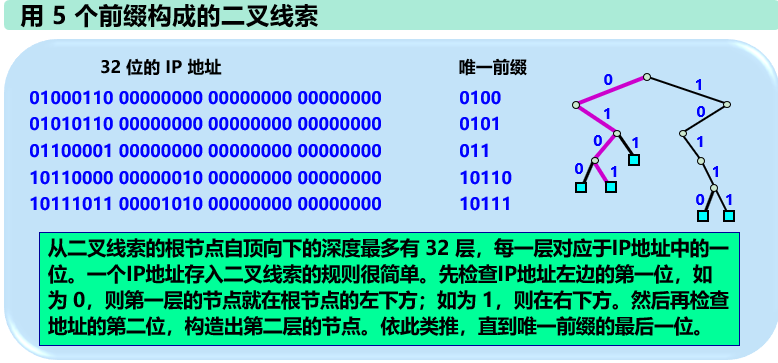 用 5 个前缀构成的二叉线索
32 位的 IP 地址 唯一前缀
01000110 00000000 00000000 00000000 0100
01010110 00000000 00000000 00000000 0101
01100001 00000000 00000000 00000000 011
10110000 00000010 00000000 00000000 10110
10111011 00001010 00000000 00000000 10111
0 1
1 0
0 1 1
0 1 1
0 1
从二叉线索的根节点自顶向下的深度最多有 32 层，每一层对应于IP地址中的一
位。一个IP地址存入二叉线索的规则很简单。先检查IP地址左边的第一位，如
为 0，则第一层的节点就在根节点的左下方；如为 1，则在右下方。然后再检查
地址的第二位，构造出第二层的节点。依此类推，直到唯一前缀的最后一位。